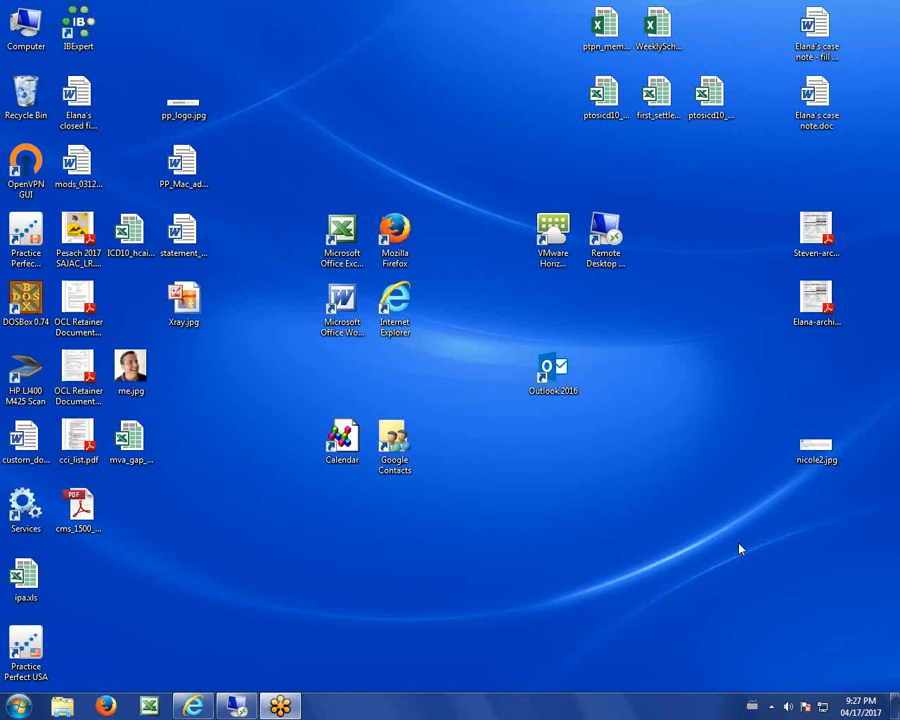 Computer
IBExpert
ptpn_mem...
WeeklySch...
Elana's case
note - fill ...
Recycle Bin
Elana's
closed fi...
pp_logo.jpg
ptosicd10_...
first_settle...
ptosicd10_...
Elana's case
note.doc
OpenVPN
GUI
mods_0312...
PP_Mac_ad...
Practice
Perfec...
Pesach 2017
SAJAC_LR....
ICD10_hcai...
statement_...
Microsoft
Office Exc...
Mozilla
Firefox
VMware
Horiz...
Remote
Desktop ...
Steven-arc...
DOSBox 0.74
OCL Retainer
Document...
Xray.jpg
Microsoft
Office Wo...
Internet
Explorer
Elana-archi...
HP LJ400
M425 Scan
OCL Retainer
Document...
me.jpg
Outlook 2016
custom_do...
cci_list.pdf
mva_gap_...
Calendar
Google
Contacts
nicole2.jpg
Services
PDF
cms_1500_...
ipa.xls
Practice
Perfect USA
9:27 PM
04/17/2017